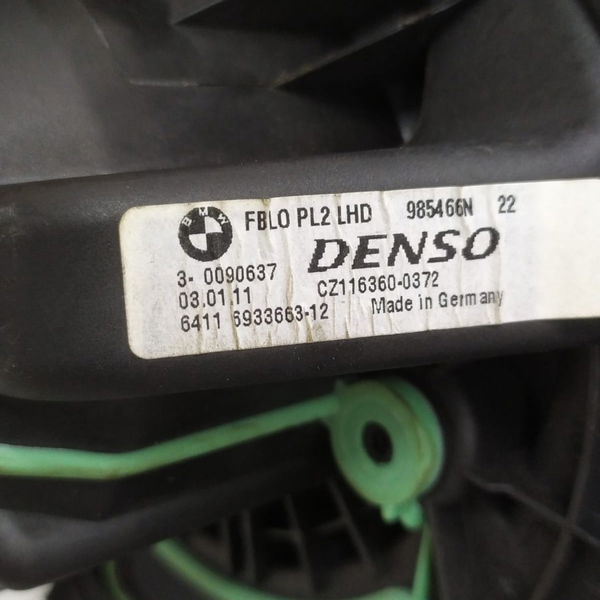 BMW
FBLO PL2 LHD 985466N 22
DENSO
3- 0090637 CZ116360-0372
03.01.11 Made in Germany
6411 6933663-12